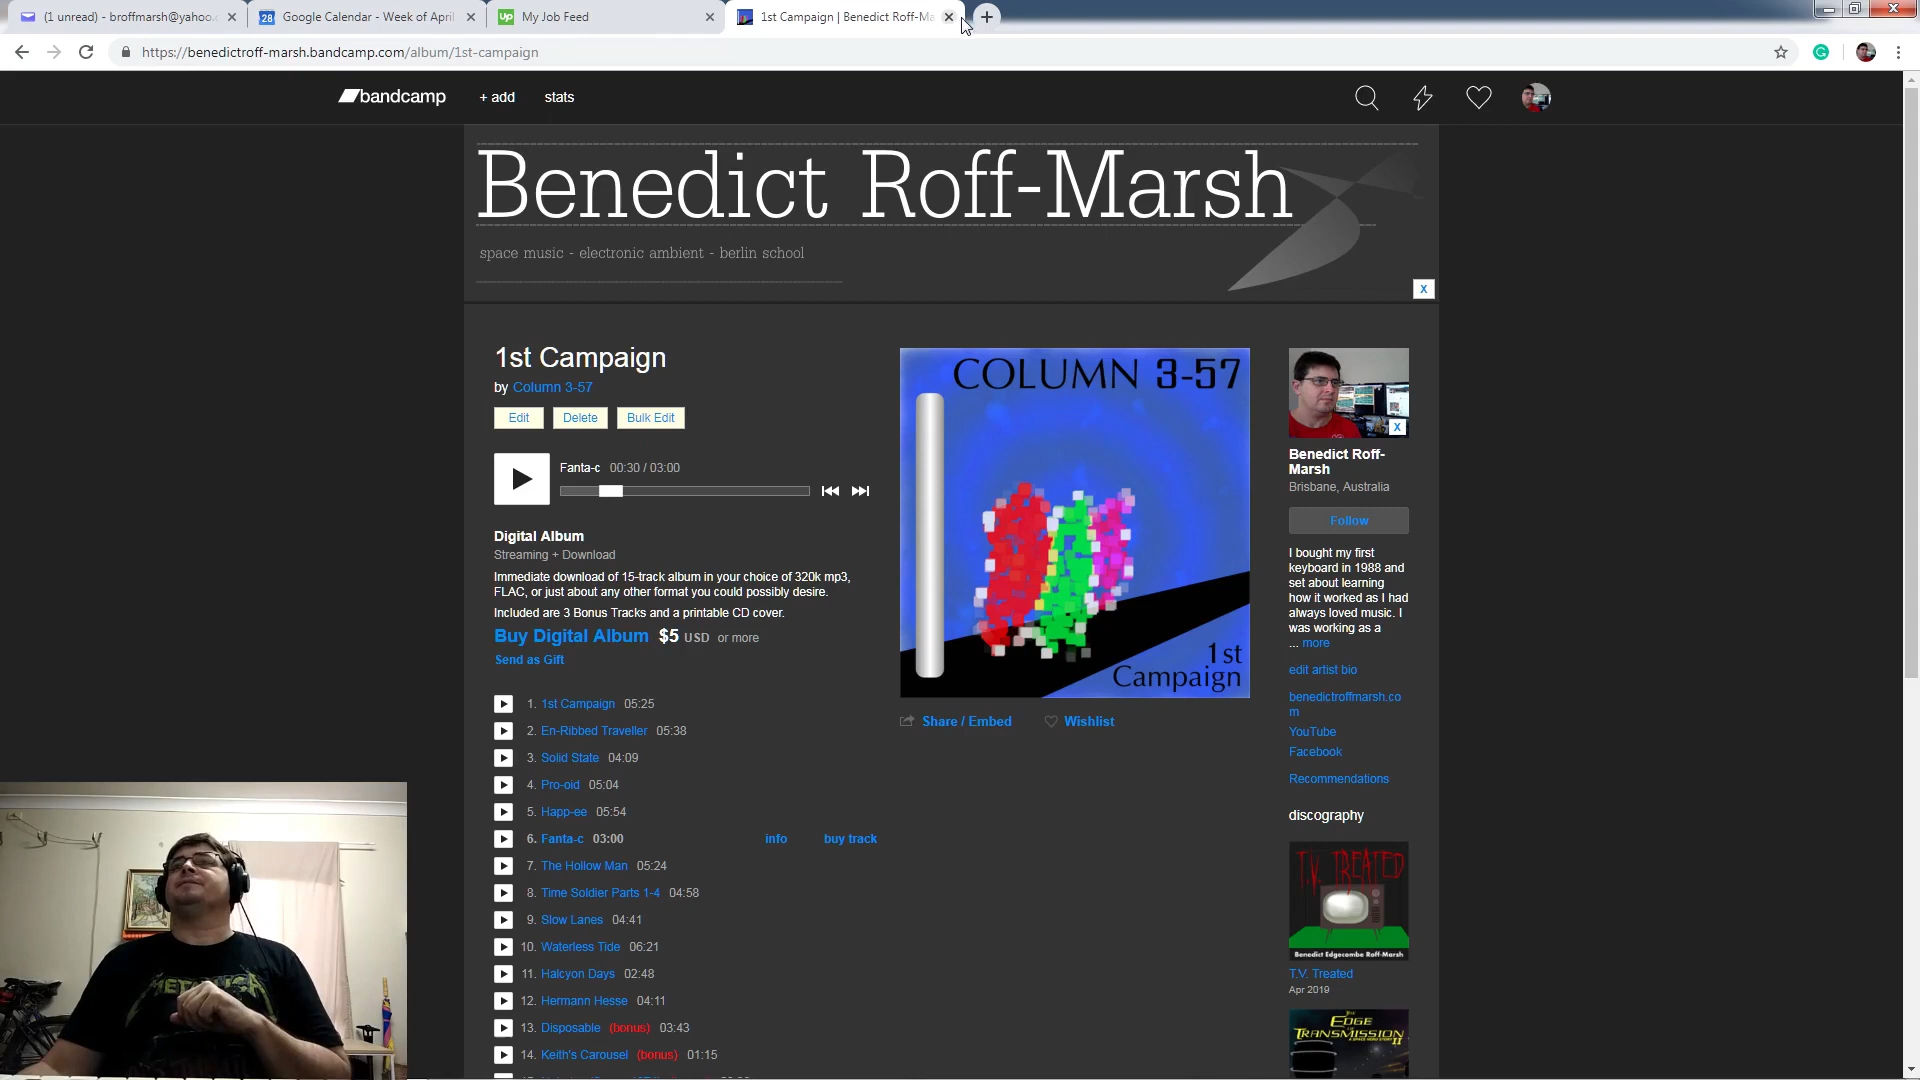 (1 unread) - broffmarsh@yahoo.
28
Google Calendar - Week of April
Up
My Job Feed
1st Campaign | Benedict Roff-Ma
https://benedictroff-marsh.bandcamp.com/album/1st-campaign
bandcamp
+ add
stats
Benedict Roff-Marsh
space music - electronic ambient - berlin school
X
1st Campaign
by Column 3-57
Edit
Delete
Bulk Edit
Fanta-c 00:30 / 03:00
Digital Album
Streaming + Download
Immediate download of 15-track album in your choice of 320k mp3,
FLAC, or just about any other format you could possibly desire.
Included are 3 Bonus Tracks and a printable CD cover.
Buy Digital Album $5 USD or more
Send as Gift
1. 1st Campaign 05:25
2. En-Ribbed Traveller 05:38
3. Solid State 04:09
4. Pro-oid 05:04
5. Happ-ee 05:54
6. Fanta-c 03:00 info buy track
7. The Hollow Man 05:24
8. Time Soldier Parts 1-4 04:58
9. Slow Lanes 04:41
10. Waterless Tide 06:21
11. Halcyon Days 02:48
12. Hermann Hesse 04:11
13. Disposable (bonus) 03:43
14. Keith's Carousel (bonus) 01:15
COLUMN 3-57
1st
Campaign
Share / Embed
Wishlist
X
Benedict Roff-
Marsh
Brisbane, Australia
Follow
I bought my first
keyboard in 1988 and
set about learning
how it worked as I had
always loved music. I
was working as a
... more
edit artist bio
benedictroffmarsh.co
m
YouTube
Facebook
Recommendations
discography
T.V. TREATED
Benedict Edgecombe Roff-Marsh
T.V. Treated
Apr 2019
THE
EDGE
OF
TRANSMISSION
II
METALLICA